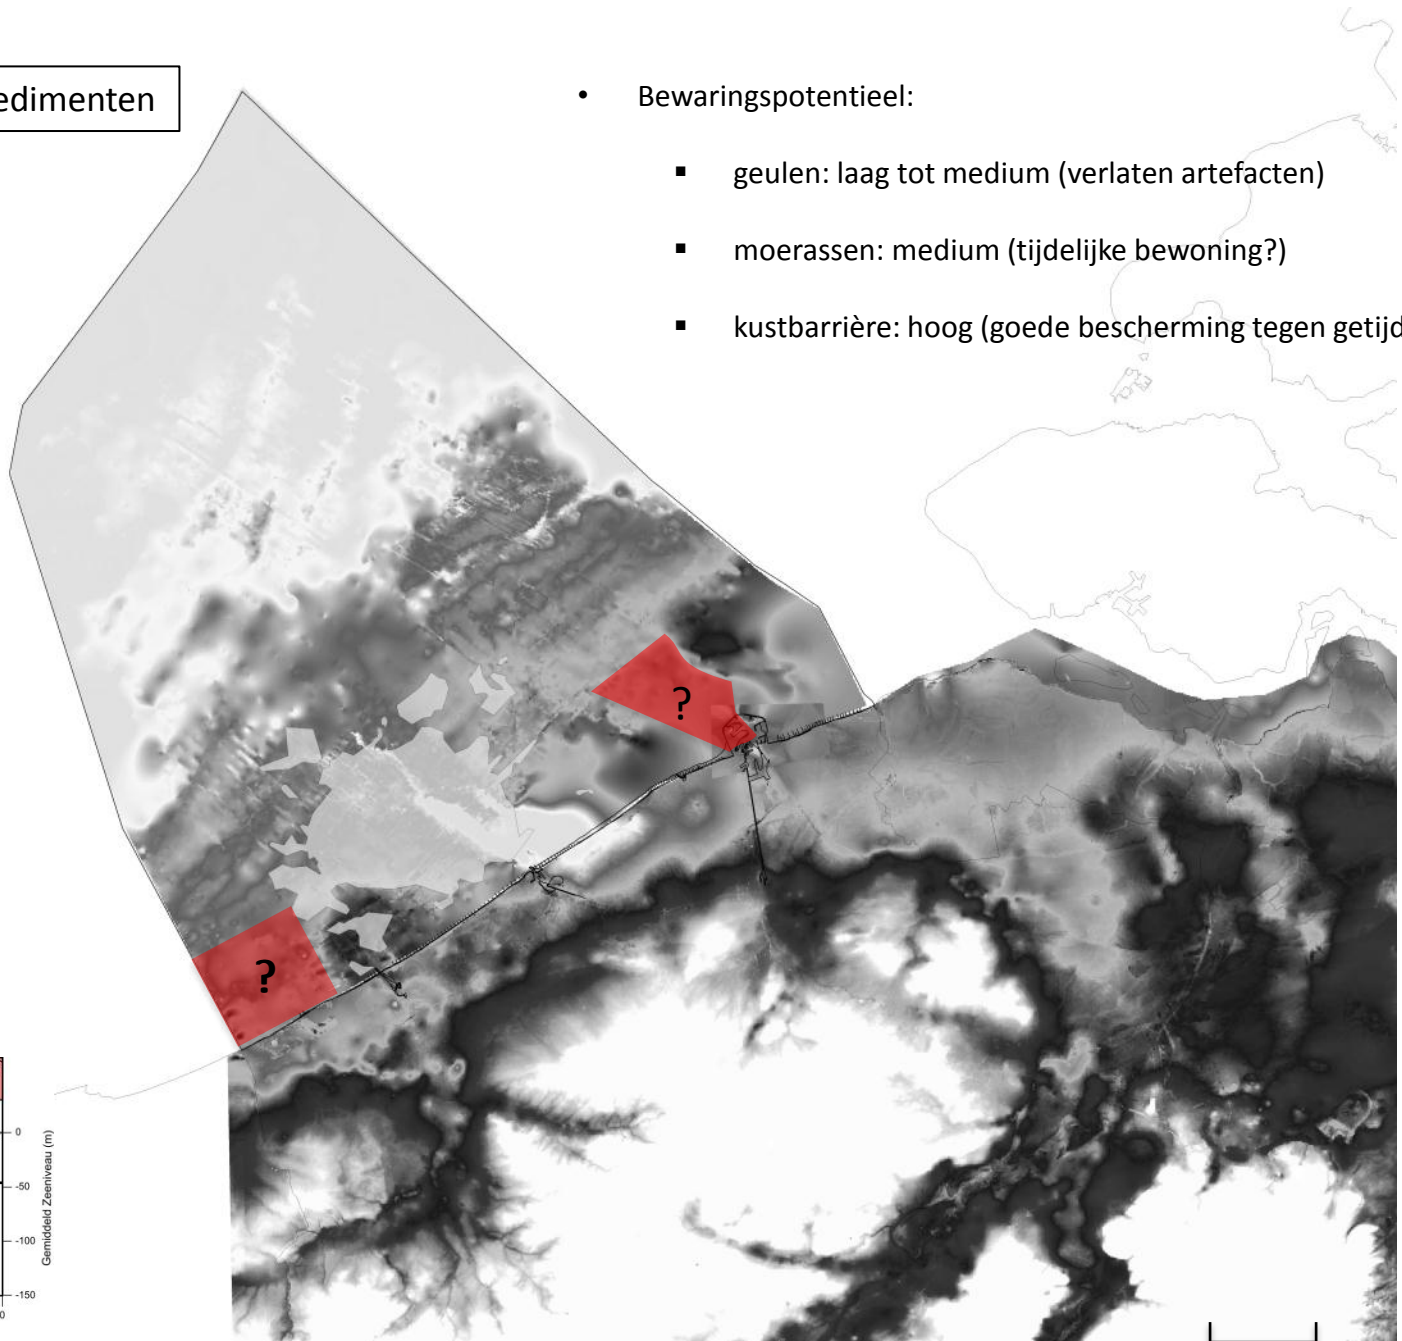 edimenten
• Bewaringspotentieel:
▪ geulen: laag tot medium (verlaten artefacten)
▪ moerassen: medium (tijdelijke bewoning?)
▪ kustbarrière: hoog (goede bescherming tegen getijd
?
?
0
-50
-100
-150
Gemiddeld Zeeniveau (m)
0